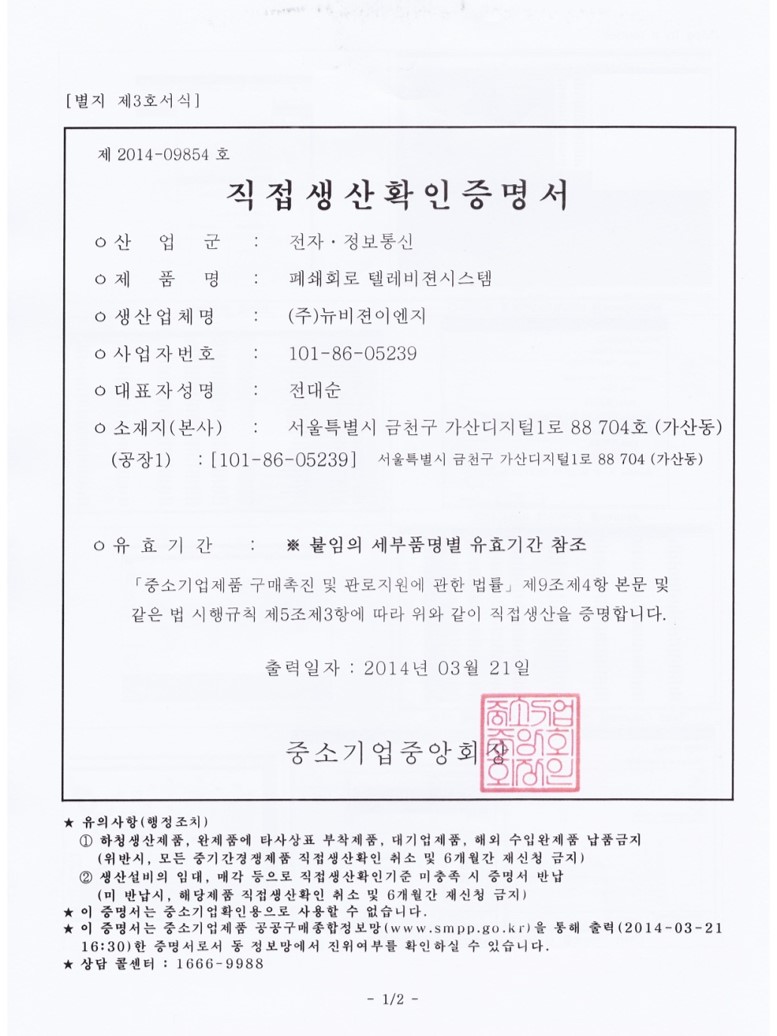 [별지 제3호서식]
제 2014-09854 호
직접생산확인증명서
ㅇ 산 업 군 : 전자·정보통신
ㅇ 제 품 명 : 폐쇄회로 텔레비젼시스템
ㅇ 생산업체명 : (주)뉴비젼이엔지
ㅇ 사업자번호 : 101-86-05239
ㅇ 대표자성명 : 전대순
ㅇ 소재지(본사) : 서울특별시 금천구 가산디지털1로 88 704호 (가산동)
(공장1) : [101-86-05239] 서울특별시 금천구 가산디지털1로 88 704 (가산동)
ㅇ 유 효 기 간 : ※ 붙임의 세부품명별 유효기간 참조
「중소기업제품 구매촉진 및 판로지원에 관한 법률」제9조제4항 본문 및
같은 법 시행규칙 제5조제3항에 따라 위와 같이 직접생산을 증명합니다.
출력일자 : 2014년 03월 21일
중소기업중앙회장
중소기업
중앙회
회장인
★ 유의사항(행정조치)
① 하청생산제품, 완제품에 타사상표 부착제품, 대기업제품, 해외 수입완제품 납품금지
(위반시, 모든 중기간경쟁제품 직접생산확인 취소 및 6개월간 재신청 금지)
② 생산설비의 임대, 매각 등으로 직접생산확인기준 미충족 시 증명서 반납
(미 반납시, 해당제품 직접생산확인 취소 및 6개월간 재신청 금지)
★ 이 증명서는 중소기업확인용으로 사용할 수 없습니다.
★ 이 증명서는 중소기업제품 공공구매종합정보망(www.smpp.go.kr)을 통해 출력(2014-03-21
16:30)한 증명서로서 동 정보망에서 진위여부를 확인하실 수 있습니다.
★ 상담 콜센터 : 1666-9988
- 1/2 -